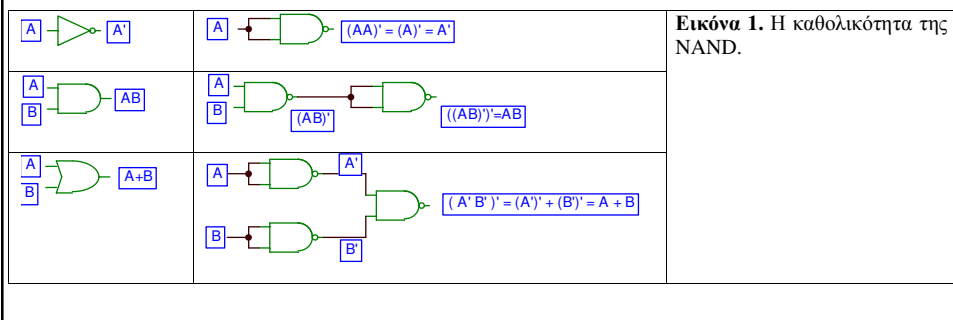 A A' A (AA)' = (A)' = A' Εικόνα 1. Η καθολικότητα της
NAND.
A
B
AB
A
B
(AB)'
((AB)')'=AB
A
B
A+B
A
A'
( A' B' )' = (A')' + (B')' = A + B
B
B'